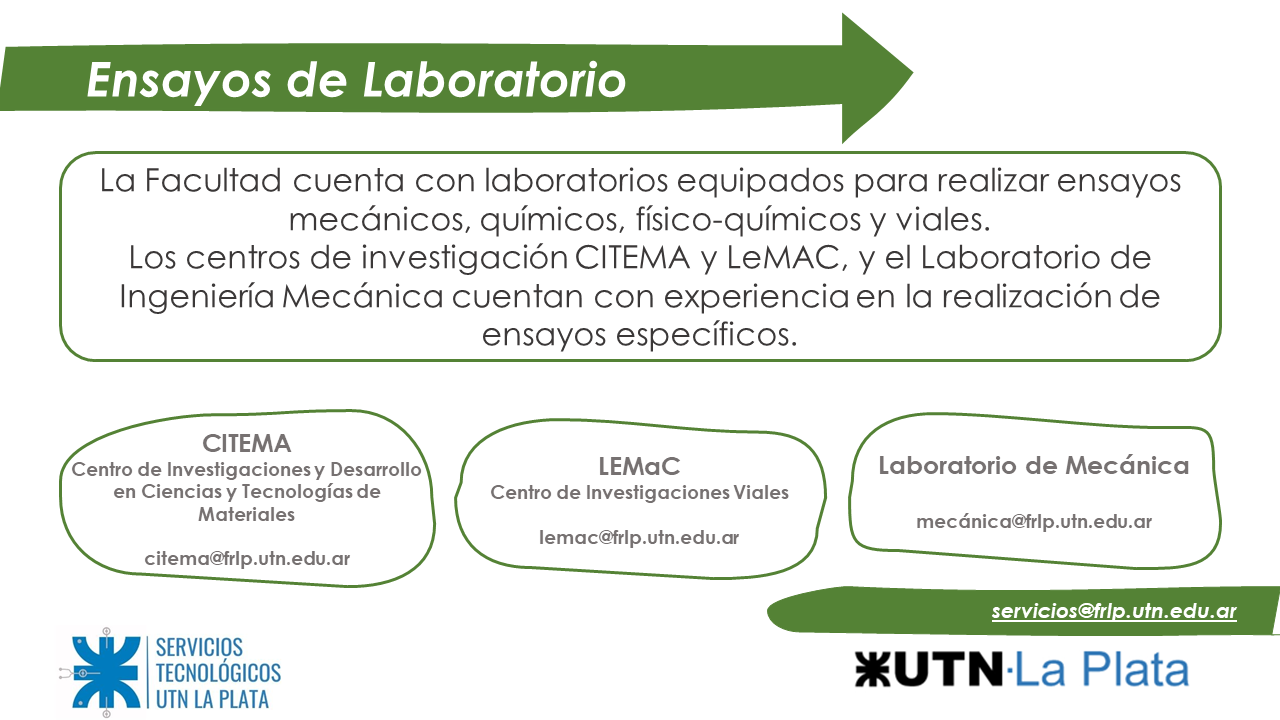 Ensayos de Laboratorio
La Facultad cuenta con laboratorios equipados para realizar ensayos
mecánicos, químicos, físico-químicos y viales.
Los centros de investigación CITEMA y LeMAC, y el Laboratorio de
Ingeniería Mecánica cuentan con experiencia en la realización de
ensayos específicos.
CITEMA
Centro de Investigaciones y Desarrollo
en Ciencias y Tecnologías de
Materiales
citema@frlp.utn.edu.ar
LEMaC
Centro de Investigaciones Viales
lemac@frlp.utn.edu.ar
Laboratorio de Mecánica
mecánica@frlp.utn.edu.ar
servicios@frlp.utn.edu.ar
SERVICIOS
TECNOLÓGICOS
UTN LA PLATA
UTN·La Plata